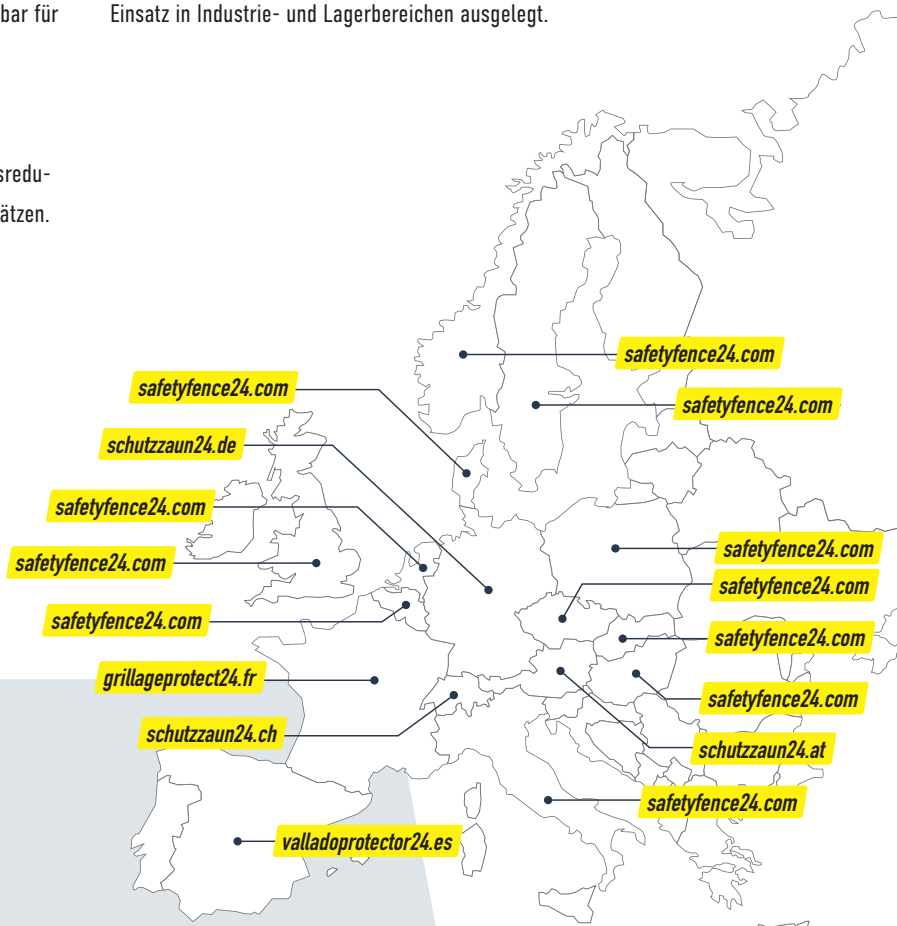 bar für
Einsatz in Industrie- und Lagerbereichen ausgelegt.
sredu-
ätzen.
safetyfence24.com
safetyfence24.com
safetyfence24.com
schutzzaun24.de
safetyfence24.com
safetyfence24.com
safetyfence24.com
safetyfence24.com
safetyfence24.com
safetyfence24.com
grillageprotect24.fr
safetyfence24.com
schutzzaun24.ch
schutzzaun24.at
safetyfence24.com
valladoprotector24.es